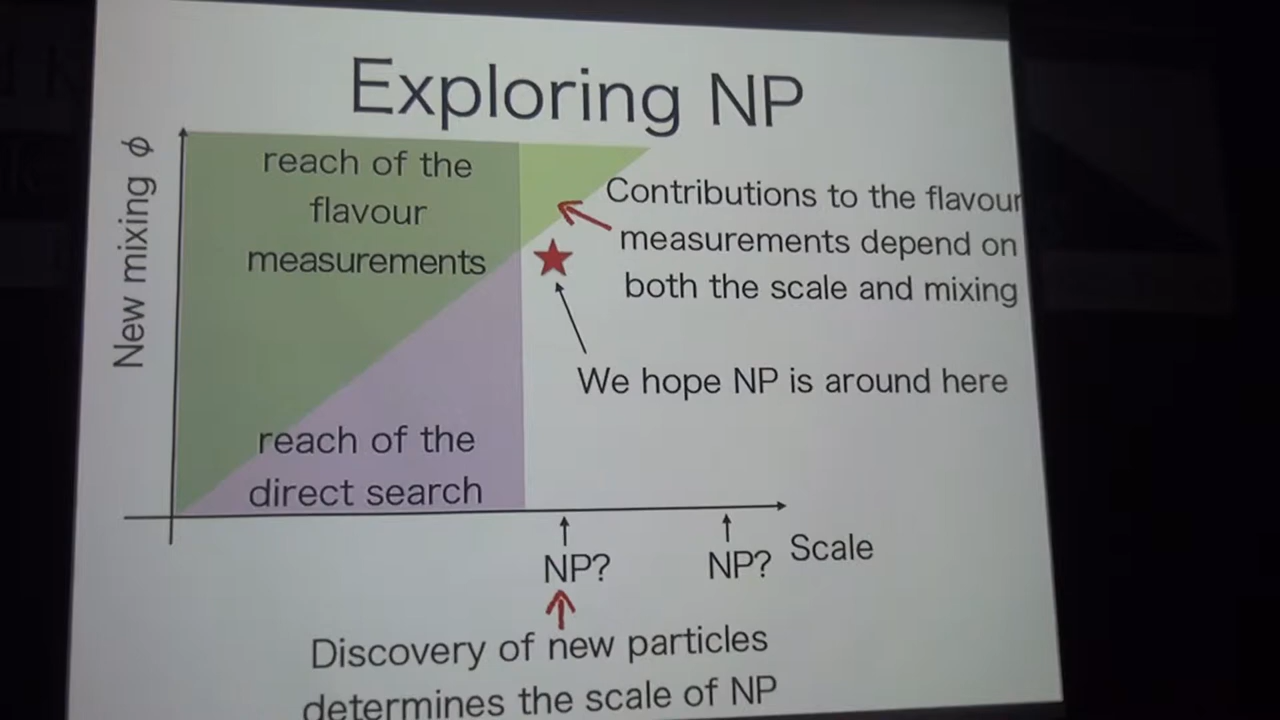 Exploring NP
New mixing ϕ
reach of the
flavour
measurements
Contributions to the flavour
measurements depend on
both the scale and mixing
We hope NP is around here
reach of the
direct search
NP?
NP?
Scale
Discovery of new particles
determines the scale of NP